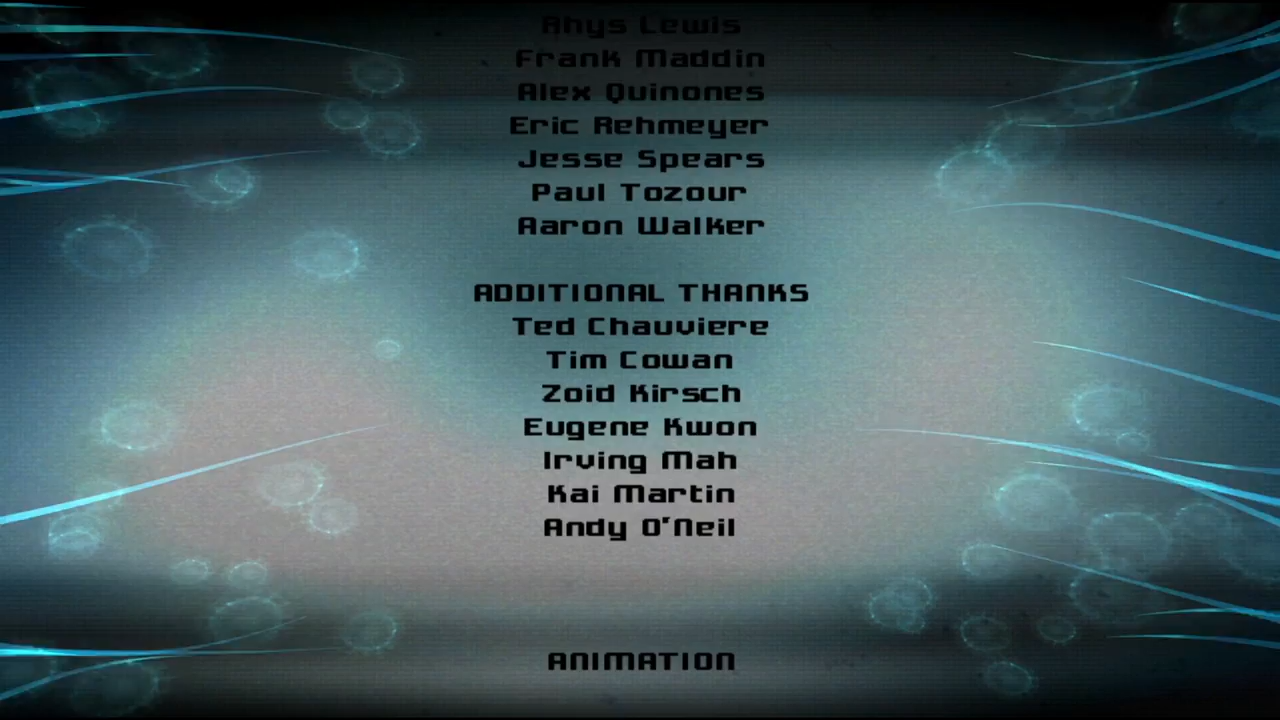 Rhys Lewis
Frank Maddin
Alex Quinones
Eric Rehmeyer
Jesse Spears
Paul Tozour
Aaron Walker
ADDITIONAL THANKS
Ted Chauviere
Tim Cowan
Zoid Kirsch
Eugene Kwon
Irving Mah
Kai Martin
Andy O'Neil
ANIMATION